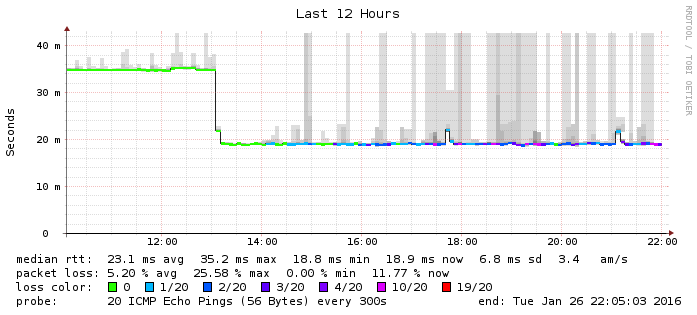 Last 12 Hours
RRDTOOL / TOBI OETIKER
Seconds
40 m
30 m
20 m
10 m
0
12:00 14:00 16:00 18:00 20:00 22:00
median rtt: 23.1 ms avg 35.2 ms max 18.8 ms min 18.9 ms now 6.8 ms sd 3.4 am/s
packet loss: 5.20 % avg 25.58 % max 0.00 % min 11.77 % now
loss color: 0 1/20 2/20 3/20 4/20 10/20 19/20
probe: 20 ICMP Echo Pings (56 Bytes) every 300s end: Tue Jan 26 22:05:03 2016